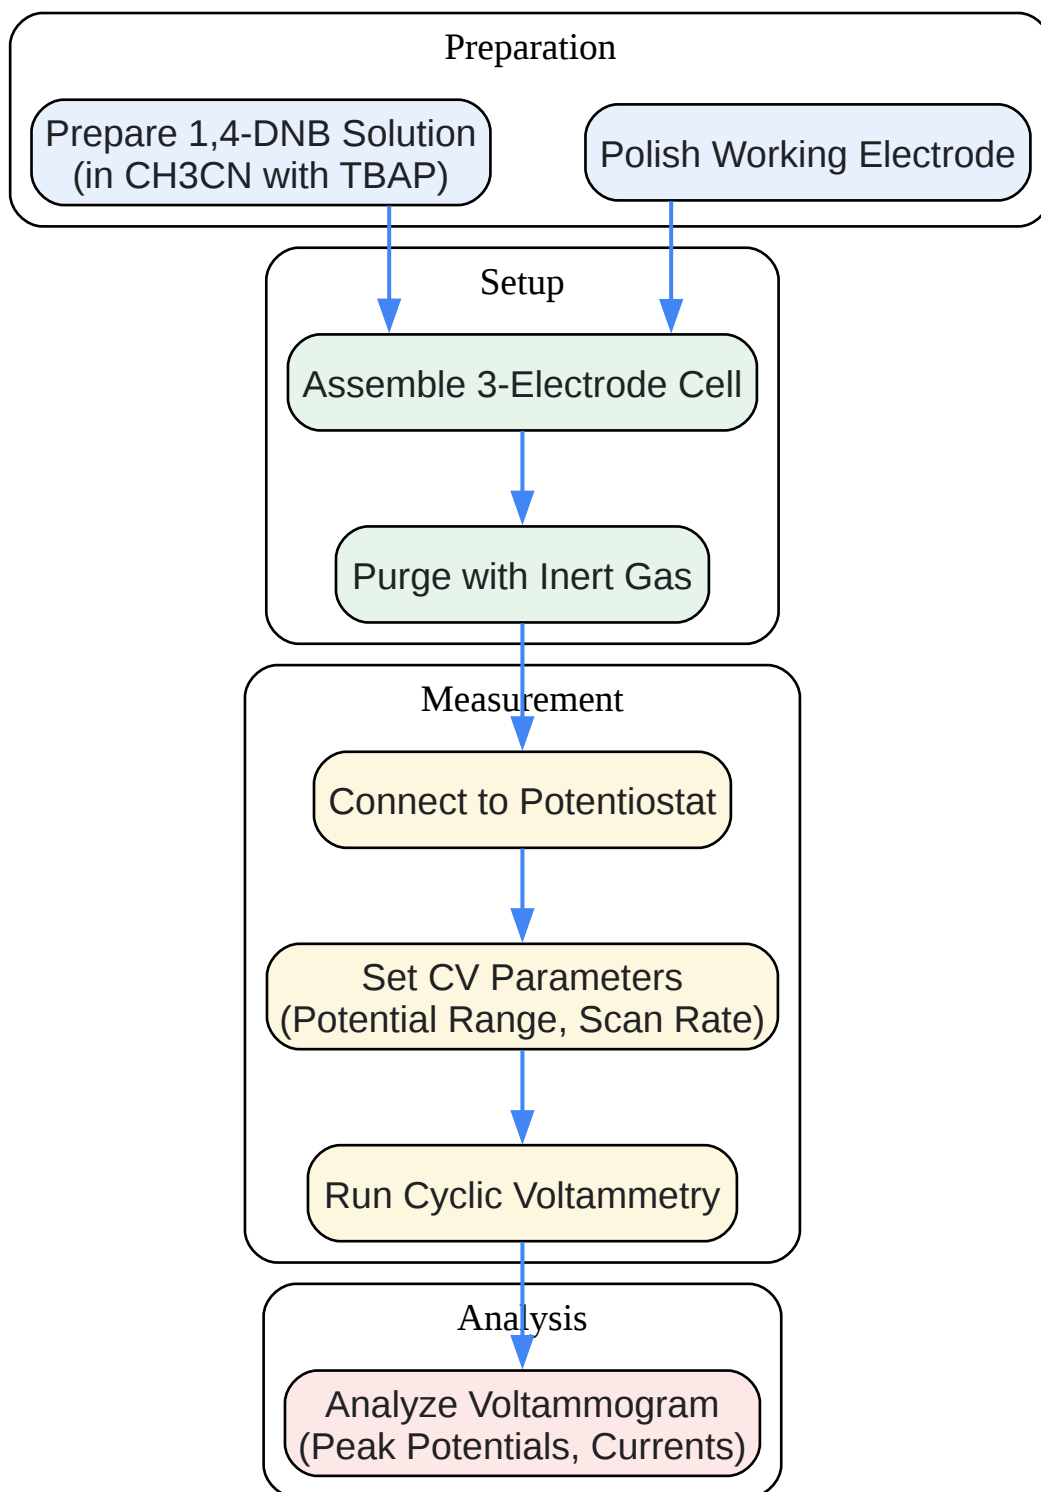 Preparation
Prepare 1,4-DNB Solution
(in CH3CN with TBAP)
Polish Working Electrode
Setup
Assemble 3-Electrode Cell
Purge with Inert Gas
Measurement
Connect to Potentiostat
Set CV Parameters
(Potential Range, Scan Rate)
Run Cyclic Voltammetry
Analysis
Analyze Voltammogram
(Peak Potentials, Currents)